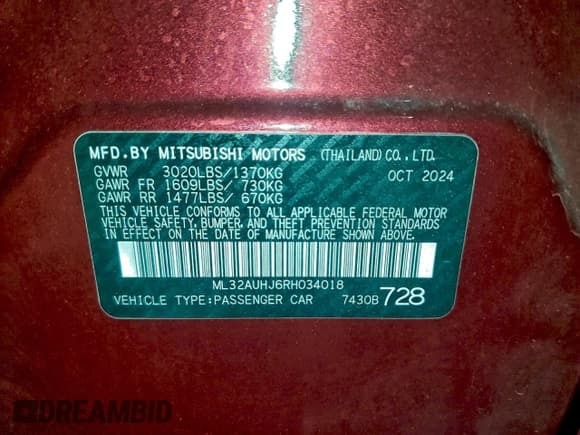 MFD.BY MITSUBISHI MOTORS (THAILAND)CO.,LTD.
GVWR 3020LBS/1370KG OCT 2024
GAWR FR 1609LBS/ 730KG
GAWR RR 1477LBS/ 670KG
THIS VEHICLE CONFORMS TO ALL APPLICABLE FEDERAL MOTOR
VEHICLE SAFETY, BUMPER, AND THEFT PREVENTION STANDARDS
IN EFFECT ON THE DATE OF MANUFACTURE SHOWN ABOVE.
ML32AUHJ6RH034018
VEHICLE TYPE:PASSENGER CAR 7430B 728
DREAMBID